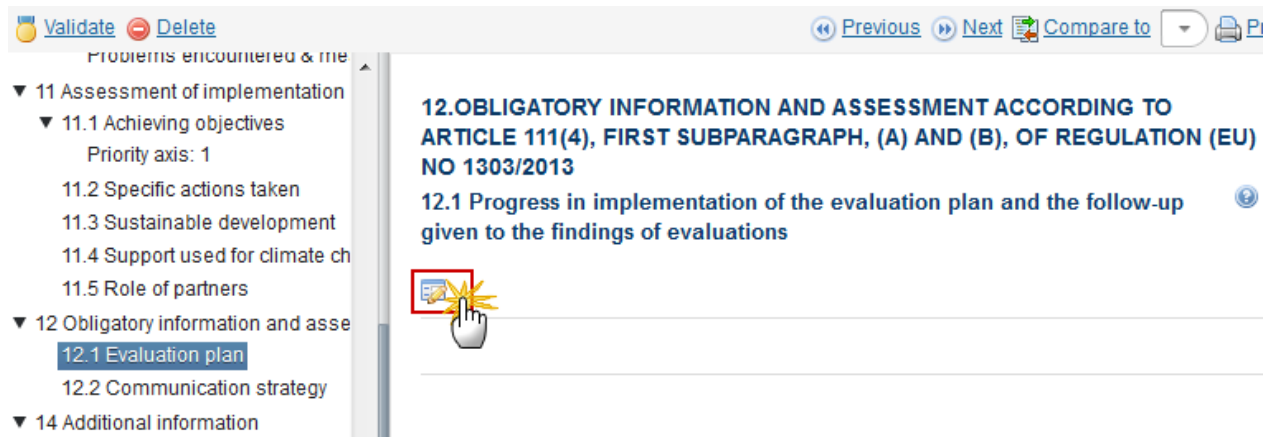 Validate Delete Previous Next Compare to
Problems encountered & me
▼ 11 Assessment of implementation
▼ 11.1 Achieving objectives
Priority axis: 1
11.2 Specific actions taken
11.3 Sustainable development
11.4 Support used for climate ch
11.5 Role of partners
▼ 12 Obligatory information and asse
12.1 Evaluation plan
12.2 Communication strategy
▼ 14 Additional information
12.OBLIGATORY INFORMATION AND ASSESSMENT ACCORDING TO
ARTICLE 111(4), FIRST SUBPARAGRAPH, (A) AND (B), OF REGULATION (EU)
NO 1303/2013
12.1 Progress in implementation of the evaluation plan and the follow-up
given to the findings of evaluations